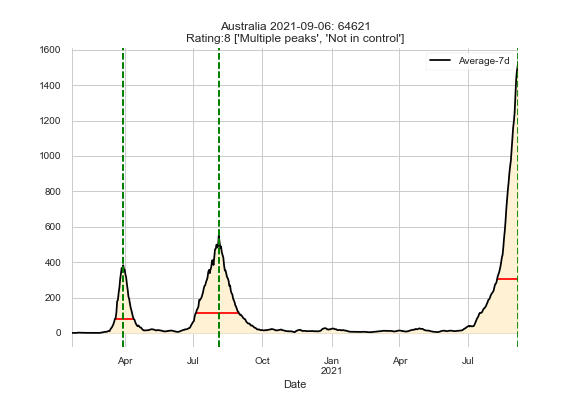 Australia 2021-09-06: 64621
Rating:8 ['Multiple peaks', 'Not in control']
1600
1400
1200
1000
800
600
400
200
0
Average-7d
Apr
Jul
Oct
Jan
2021
Apr
Jul
Date